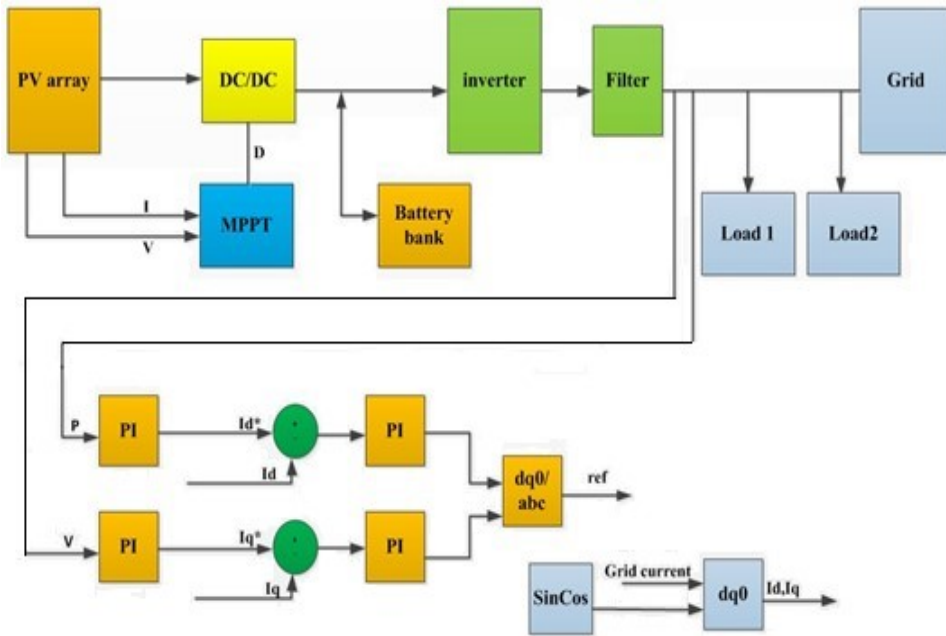 PV array
DC/DC
inverter
Filter
Grid
D
I
V
MPPT
Battery
bank
Load 1
Load2
P
PI
Id*
Id
PI
dq0/
abc
ref
V
PI
Iq*
Iq
PI
SinCos
Grid current
dq0
Id,Iq